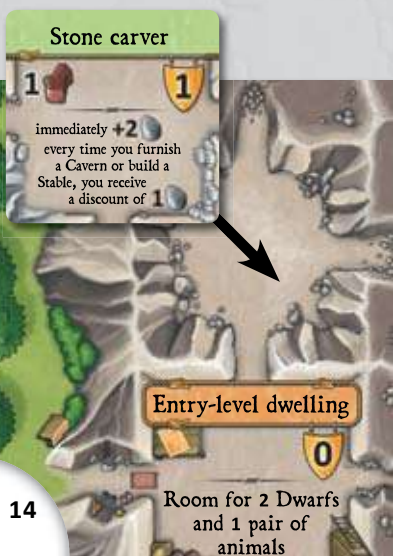 Stone carver
1
1
immediately +2
every time you furnish
a Cavern or build a
Stable, you receive
a discount of 1
Entry-level dwelling
0
Room for 2 Dwarfs
and 1 pair of
animals
14